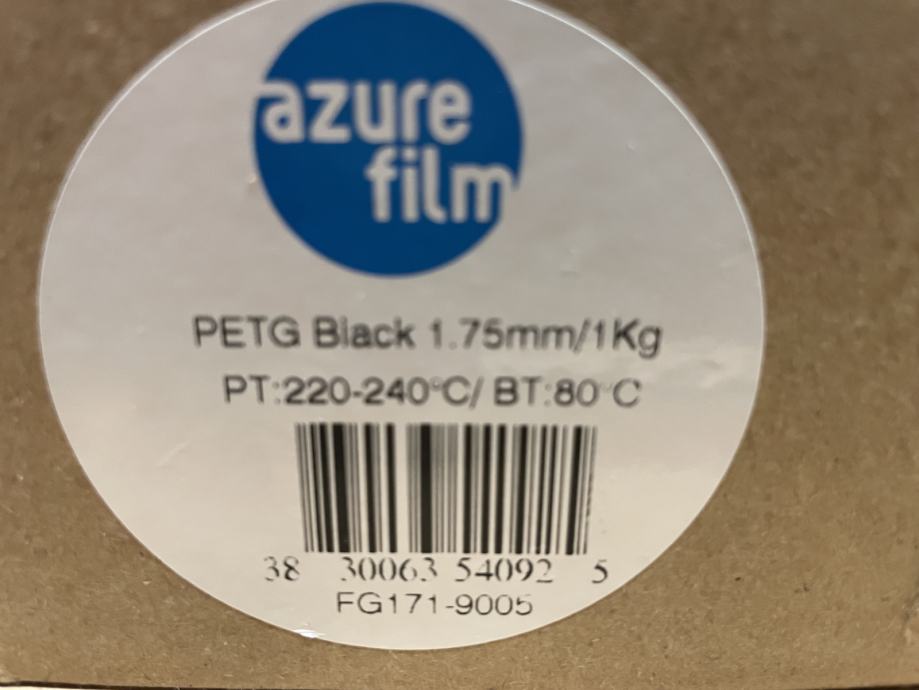 azure
film
PETG Black 1.75mm/1Kg
PT:220-240°C/ BT:80°C
38 30063 54092 5
FG171-9005